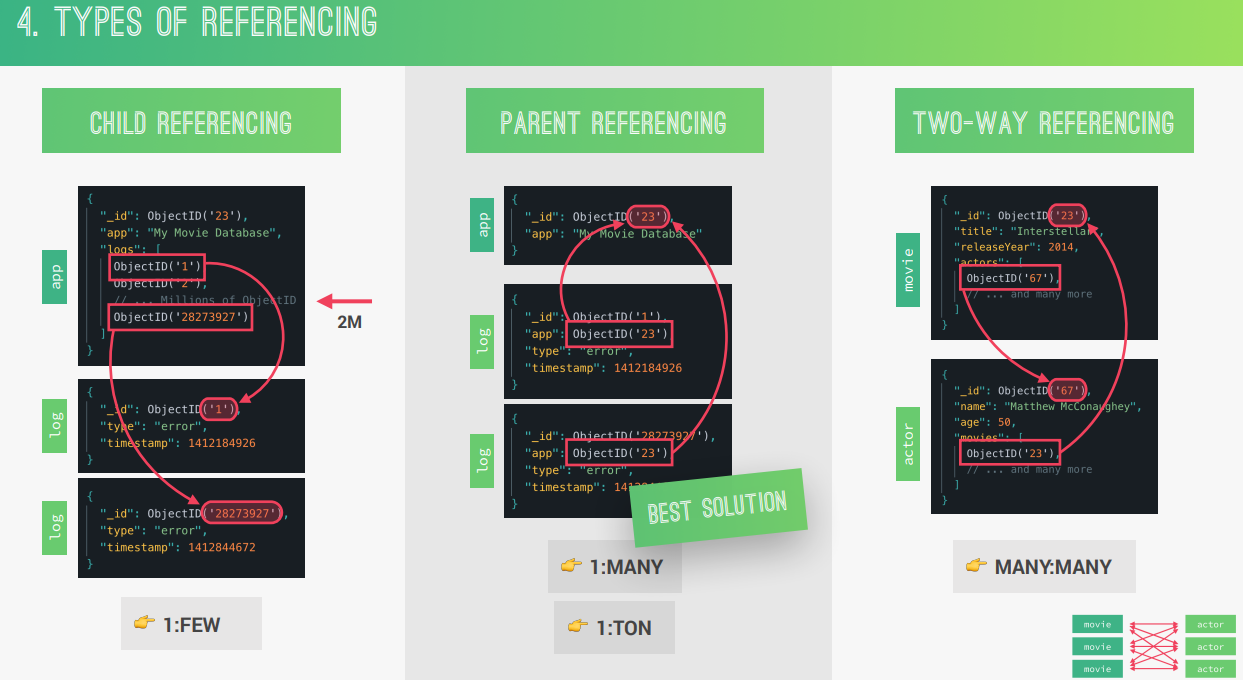 4. TYPES OF REFERENCING
CHILD REFERENCING
app
{
"_id": ObjectID('23'),
"app": "My Movie Database",
"logs": [
ObjectID('1')
ObjectID('2'),
// ... Millions of ObjectID
ObjectID('28273927')
]
}
2M
log
{
"_id": ObjectID('1'),
"type": "error",
"timestamp": 1412184926
}
log
{
"_id": ObjectID('28273927'),
"type": "error",
"timestamp": 1412844672
}
1:FEW
PARENT REFERENCING
app
{
"_id": ObjectID('23'),
"app": "My Movie Database"
}
log
{
"_id": ObjectID('1'),
"app": ObjectID('23')
"type": "error",
"timestamp": 1412184926
}
log
{
"_id": ObjectID('28273927'),
"app": ObjectID('23')
"type": "error",
"timestamp":
}
BEST SOLUTION
1:MANY
1:TON
TWO-WAY REFERENCING
movie
{
"_id": ObjectID('23'),
"title": "Interstellar",
"releaseYear": 2014,
"actors": [
ObjectID('67'),
// ... and many more
]
}
actor
{
"_id": ObjectID('67'),
"name": "Matthew McConaughey",
"age": 50,
"movies": [
ObjectID('23'),
// ... and many more
]
}
MANY:MANY
movie actor
movie actor
movie actor